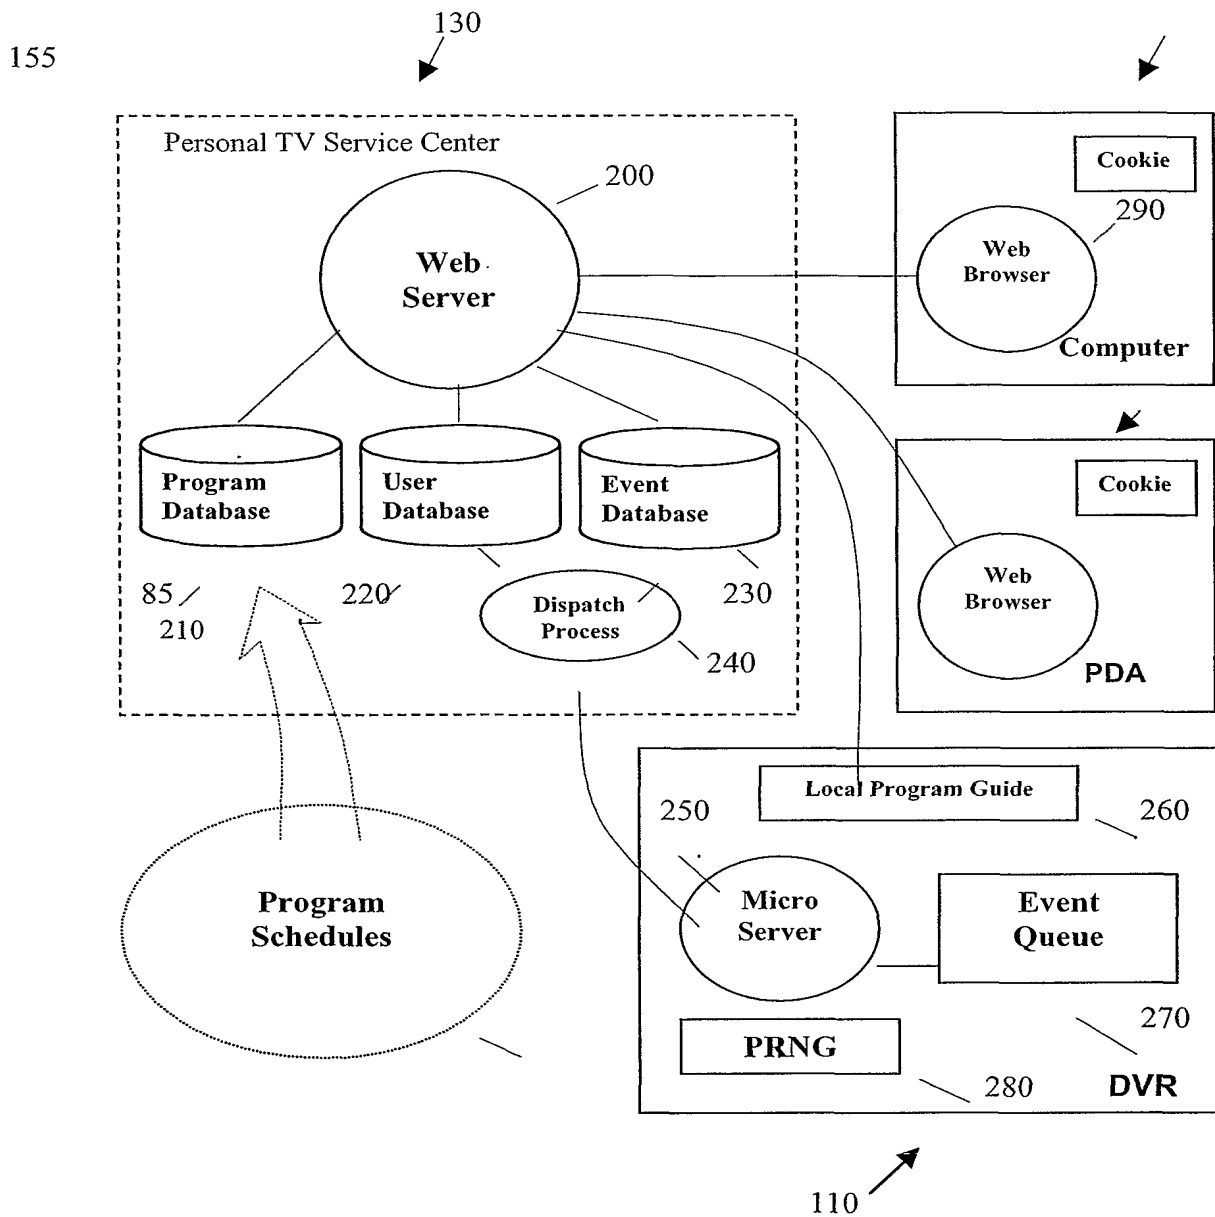 130
155
Personal TV Service Center
200
Cookie
290
Web
Server
Web
Browser
Computer
Program
Database
User
Database
Event
Database
Cookie
85
210
220
230
Dispatch
Process
240
Web
Browser
PDA
Local Program Guide
250
260
Program
Schedules
Micro
Server
Event
Queue
270
PRNG
280
DVR
110